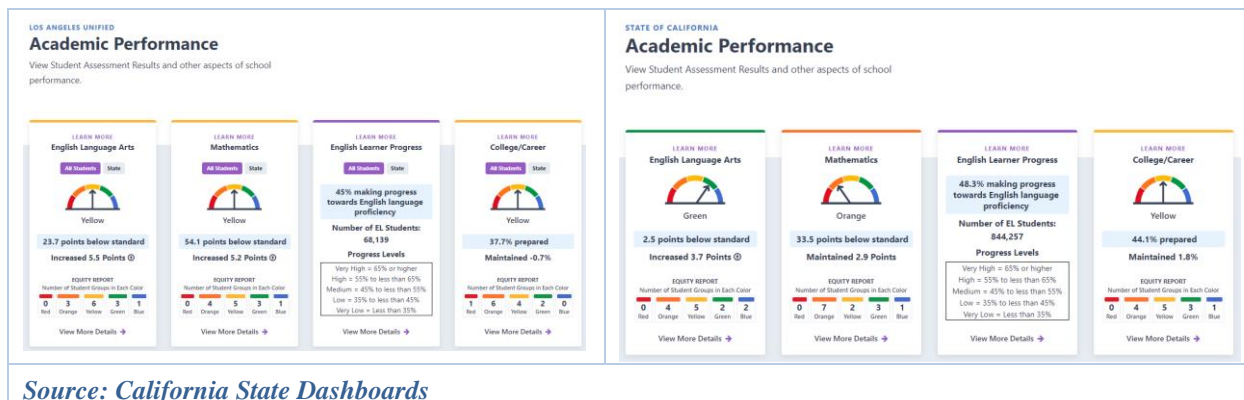 LOS ANGELES UNIFIED
Academic Performance
View Student Assessment Results and other aspects of school
performance.
LEARN MORE
English Language Arts
All Students State
Yellow
23.7 points below standard
Increased 5.5 Points
EQUITY REPORT
Number of Student Groups in Each Color
0 3 6 3 1
Red Orange Yellow Green Blue
View More Details →
LEARN MORE
Mathematics
All Students State
Yellow
54.1 points below standard
Increased 5.2 Points
EQUITY REPORT
Number of Student Groups in Each Color
0 4 5 3 1
Red Orange Yellow Green Blue
View More Details →
LEARN MORE
English Learner Progress
All Students State
45% making progress
towards English language
proficiency
Number of EL Students:
68,139
Progress Levels
Very High = 65% or higher
High = 55% to less than 65%
Medium = 45% to less than 55%
Low = 35% to less than 45%
Very Low = Less than 35%
View More Details →
LEARN MORE
College/Career
All Students State
Yellow
37.7% prepared
Maintained -0.7%
EQUITY REPORT
Number of Student Groups in Each Color
1 6 4 2 0
Red Orange Yellow Green Blue
View More Details →
STATE OF CALIFORNIA
Academic Performance
View Student Assessment Results and other aspects of school
performance.
LEARN MORE
English Language Arts
Green
2.5 points below standard
Increased 3.7 Points
EQUITY REPORT
Number of Student Groups in Each Color
0 4 5 2 2
Red Orange Yellow Green Blue
View More Details →
LEARN MORE
Mathematics
Orange
33.5 points below standard
Maintained 2.9 Points
EQUITY REPORT
Number of Student Groups in Each Color
0 7 2 3 1
Red Orange Yellow Green Blue
View More Details →
LEARN MORE
English Learner Progress
48.3% making progress
towards English language
proficiency
Number of EL Students:
844,257
Progress Levels
Very High = 65% or higher
High = 55% to less than 65%
Medium = 45% to less than 55%
Low = 35% to less than 45%
Very Low = Less than 35%
View More Details →
LEARN MORE
College/Career
Yellow
44.1% prepared
Maintained 1.8%
EQUITY REPORT
Number of Student Groups in Each Color
0 4 5 3 1
Red Orange Yellow Green Blue
View More Details →
Source: California State Dashboards